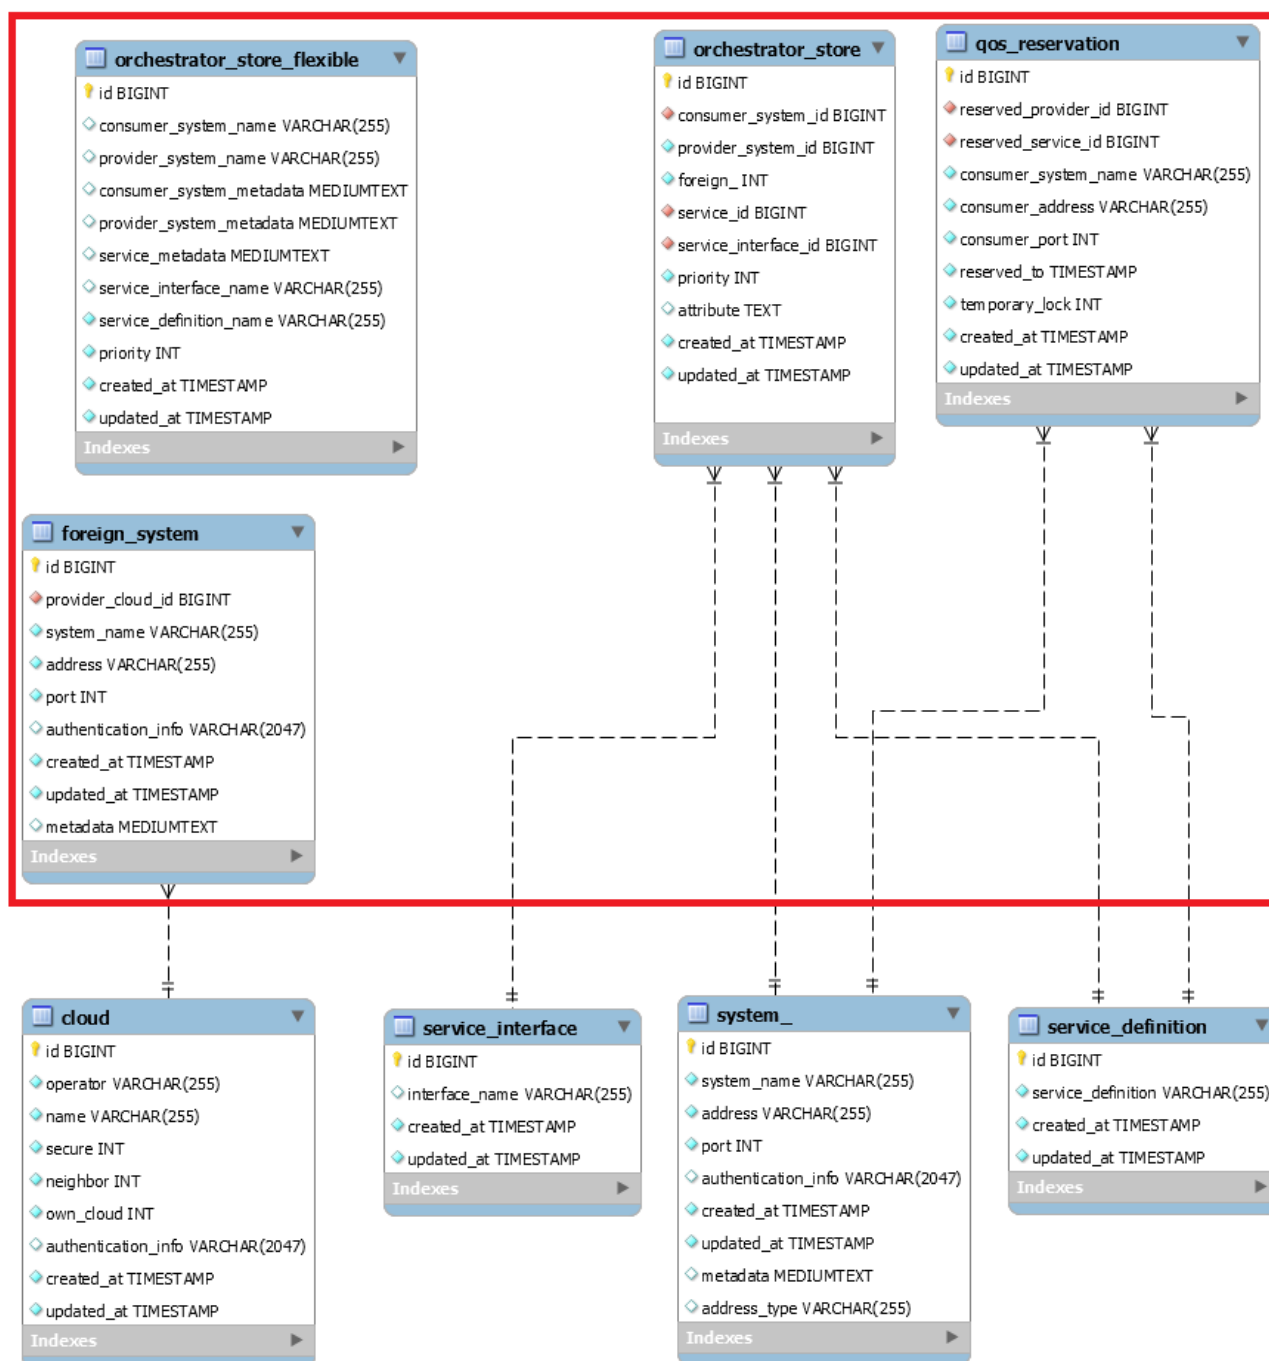 orchestrator_store_flexible
id BIGINT
consumer_system_name VARCHAR(255)
provider_system_name VARCHAR(255)
consumer_system_metadata MEDIUMTEXT
provider_system_metadata MEDIUMTEXT
service_metadata MEDIUMTEXT
service_interface_name VARCHAR(255)
service_definition_name VARCHAR(255)
priority INT
created_at TIMESTAMP
updated_at TIMESTAMP
Indexes
orchestrator_store
id BIGINT
consumer_system_id BIGINT
provider_system_id BIGINT
foreign_ INT
service_id BIGINT
service_interface_id BIGINT
priority INT
attribute TEXT
created_at TIMESTAMP
updated_at TIMESTAMP
Indexes
qos_reservation
id BIGINT
reserved_provider_id BIGINT
reserved_service_id BIGINT
consumer_system_name VARCHAR(255)
consumer_address VARCHAR(255)
consumer_port INT
reserved_to TIMESTAMP
temporary_lock INT
created_at TIMESTAMP
updated_at TIMESTAMP
Indexes
foreign_system
id BIGINT
provider_cloud_id BIGINT
system_name VARCHAR(255)
address VARCHAR(255)
port INT
authentication_info VARCHAR(2047)
created_at TIMESTAMP
updated_at TIMESTAMP
metadata MEDIUMTEXT
Indexes
cloud
id BIGINT
operator VARCHAR(255)
name VARCHAR(255)
secure INT
neighbor INT
own_cloud INT
authentication_info VARCHAR(2047)
created_at TIMESTAMP
updated_at TIMESTAMP
Indexes
service_interface
id BIGINT
interface_name VARCHAR(255)
created_at TIMESTAMP
updated_at TIMESTAMP
Indexes
system_
id BIGINT
system_name VARCHAR(255)
address VARCHAR(255)
port INT
authentication_info VARCHAR(2047)
created_at TIMESTAMP
updated_at TIMESTAMP
metadata MEDIUMTEXT
address_type VARCHAR(255)
Indexes
service_definition
id BIGINT
service_definition VARCHAR(255)
created_at TIMESTAMP
updated_at TIMESTAMP
Indexes